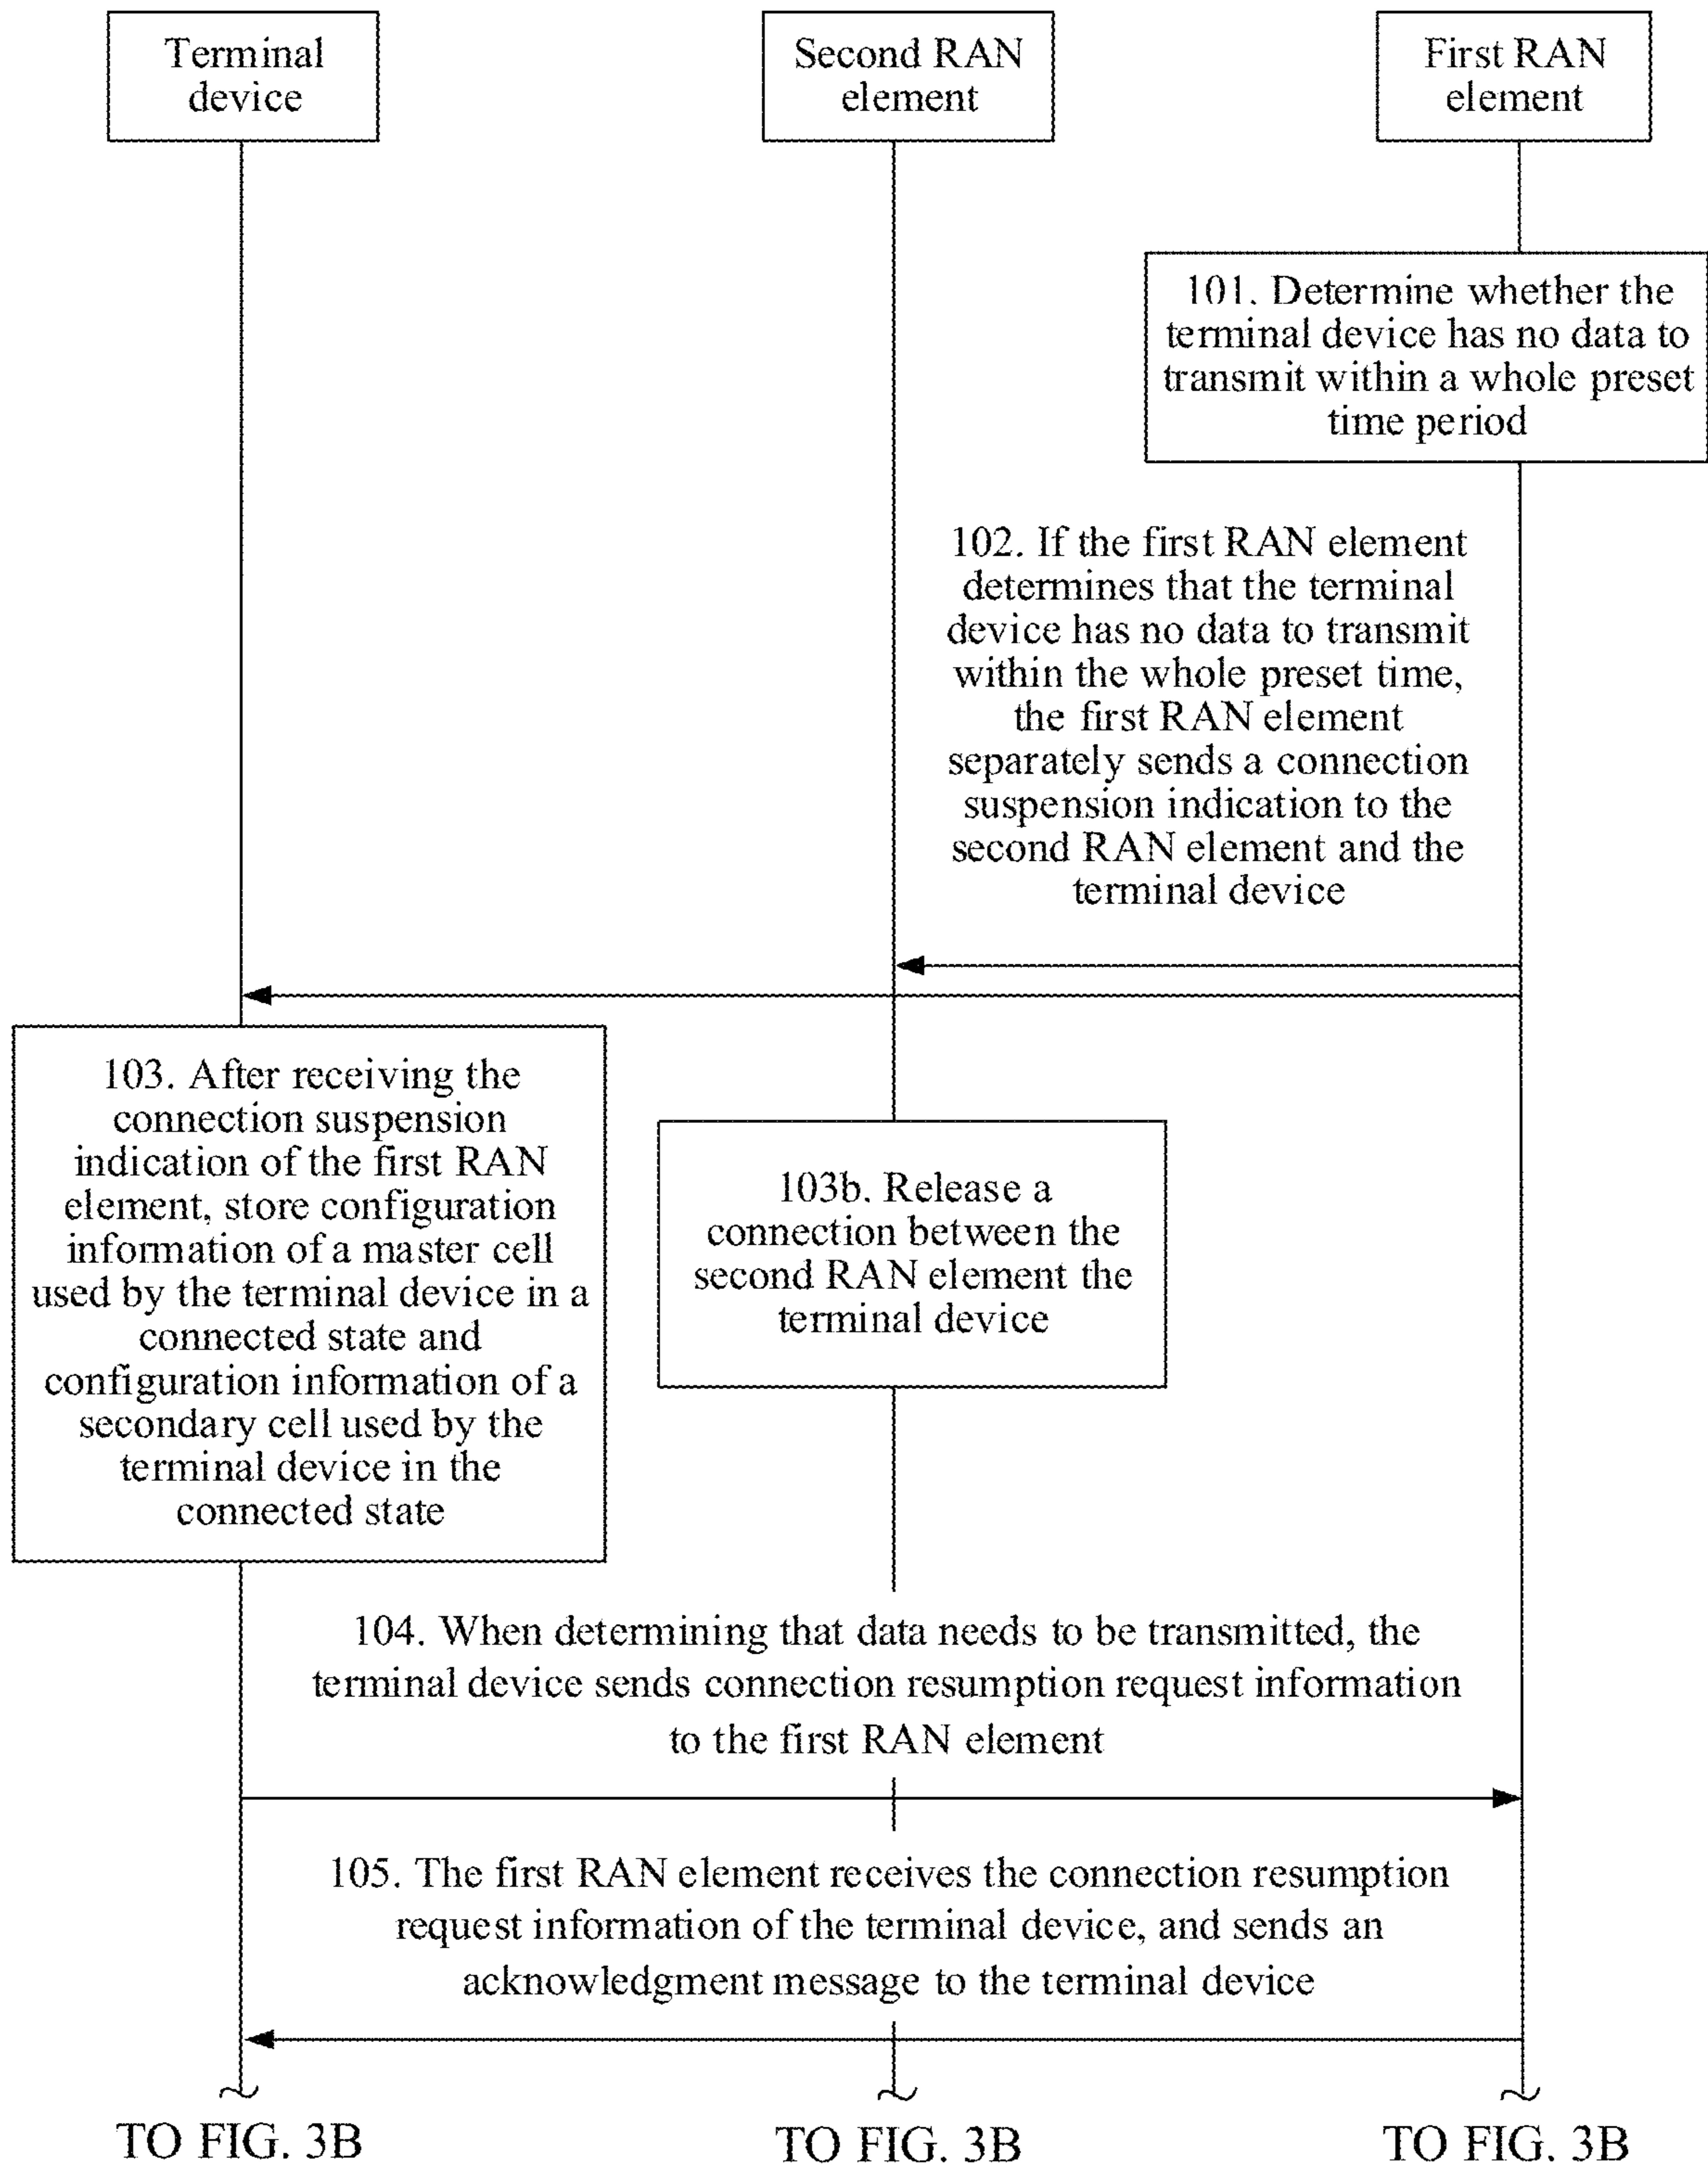 Terminal
device
Second RAN
element
First RAN
element
101. Determine whether the
terminal device has no data to
transmit within a whole preset
time period
102. If the first RAN element
determines that the terminal
device has no data to transmit
within the whole preset time,
the first RAN element
separately sends a connection
suspension indication to the
second RAN element and the
terminal device
103. After receiving the
connection suspension
indication of the first RAN
element, store configuration
information of a master cell
used by the terminal device in a
connected state and
configuration information of a
secondary cell used by the
terminal device in the
connected state
103b. Release a
connection between the
second RAN element the
terminal device
104. When determining that data needs to be transmitted, the
terminal device sends connection resumption request information
to the first RAN element
105. The first RAN element receives the connection resumption
request information of the terminal device, and sends an
acknowledgment message to the terminal device
TO FIG. 3B
TO FIG. 3B
TO FIG. 3B